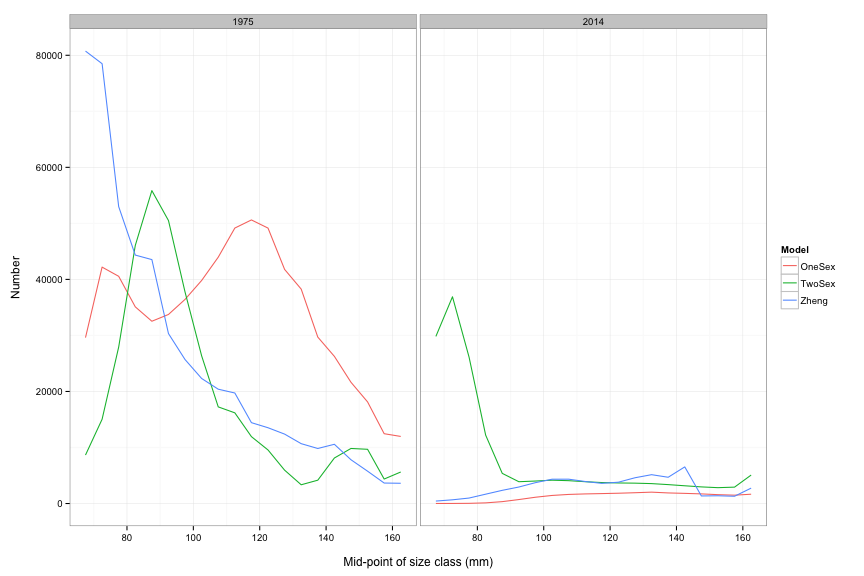 1975 2014
80000
60000
40000
20000
0
Number
80 100 120 140 160 80 100 120 140 160
Mid-point of size class (mm)
Model
OneSex
TwoSex
Zheng